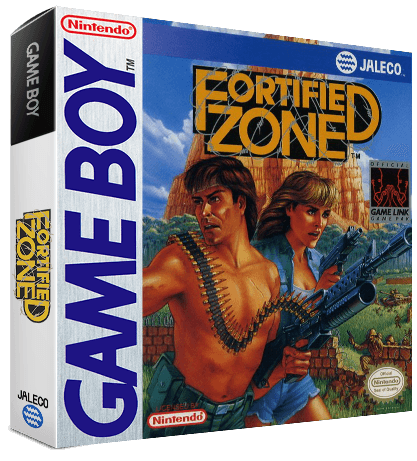 GAME BOY
FORTIFIED
ZONE
JALECO
Nintendo
GAME BOY
TM
JALECO
FORTIFIED
ZONE
TM
OFFICIAL
GAME LINK
Nintendo
Official
Nintendo
Seal of Quality